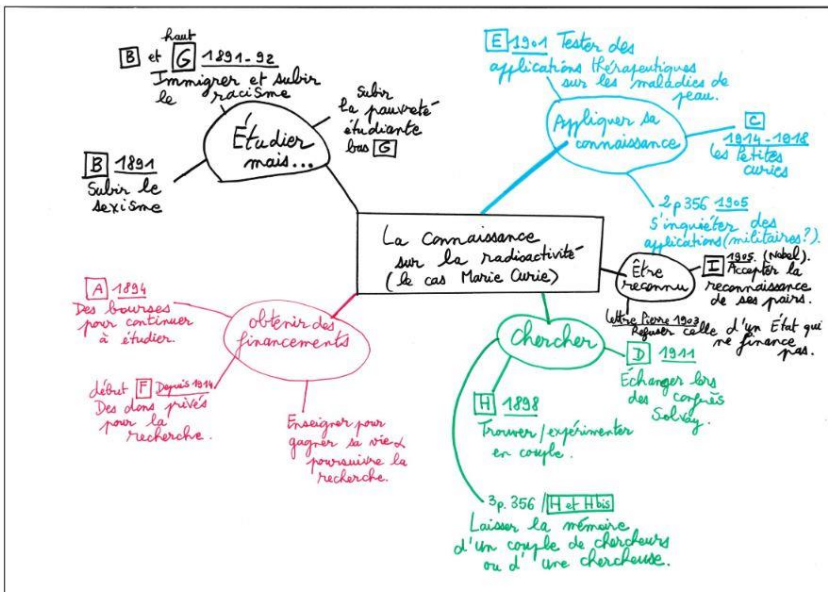 haut
B et G 1891-92
Immigrer et subir
le racisme
Subir
la pauvreté
étudiante
bas G
Étudier
mais...
B 1891
Subir le
sexisme
E 1901 Tester des
applications thérapeutiques
sur les maladies de
peau.
Appliquer sa
connaissance
C
1914-1918
Les Petites
curies
2 p 356 1905
S'inquiéter des
applications (militaires?).
La connaissance
sur la radioactivité
(le cas Marie Curie)
Être
reconnu
I 1905. (Nobel).
Accepter la
reconnaissance
de ses pairs.
Lettre Pierre 1903
Refuser celle d'un État qui
ne finance
pas.
A 1894
Des bourses
pour continuer
à étudier.
obtenir des
financements
début F Depuis 1914
Des dons privés
pour la
recherche.
Enseigner pour
gagner sa vie &
poursuivre la
recherche.
Chercher
D 1911
Échanger lors
des congrès
Solvay.
H 1898
Trouver/expérimenter
en couple.
3 p. 356 / H et H bis
Laisser la mémoire
d'un couple de chercheurs
ou d'une chercheuse.